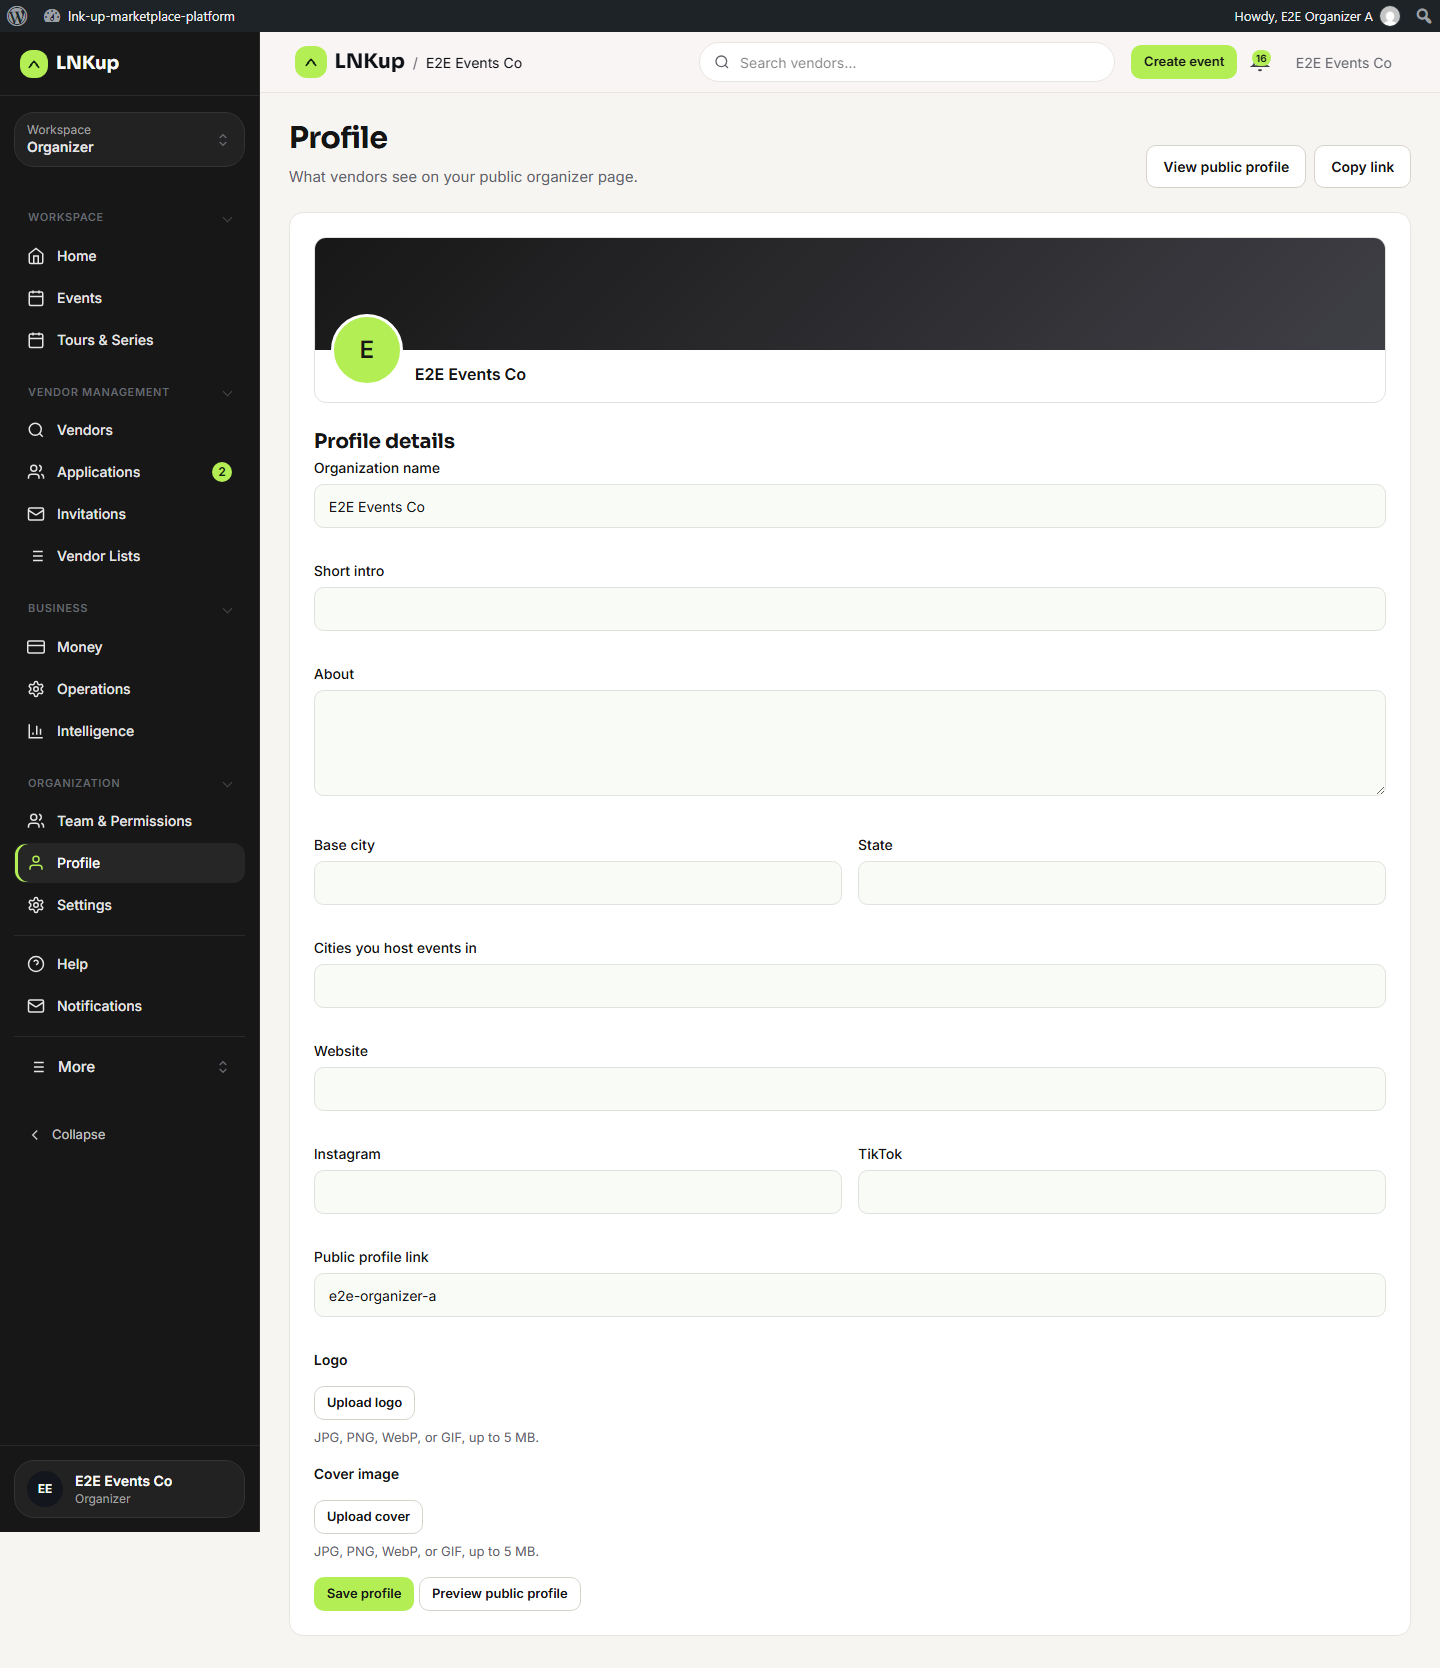 lnk-up-marketplace-platform
Howdy, E2E Organizer A
LNKup
Workspace
Organizer
WORKSPACE
Home
Events
Tours & Series
VENDOR MANAGEMENT
Vendors
Applications 2
Invitations
Vendor Lists
BUSINESS
Money
Operations
Intelligence
ORGANIZATION
Team & Permissions
Profile
Settings
Help
Notifications
More
Collapse
EE
E2E Events Co
Organizer
LNKup / E2E Events Co
Search vendors...
Create event
16
E2E Events Co
Profile
What vendors see on your public organizer page.
View public profile
Copy link
E
E2E Events Co
Profile details
Organization name
E2E Events Co
Short intro
About
Base city
State
Cities you host events in
Website
Instagram
TikTok
Public profile link
e2e-organizer-a
Logo
Upload logo
JPG, PNG, WebP, or GIF, up to 5 MB.
Cover image
Upload cover
JPG, PNG, WebP, or GIF, up to 5 MB.
Save profile
Preview public profile